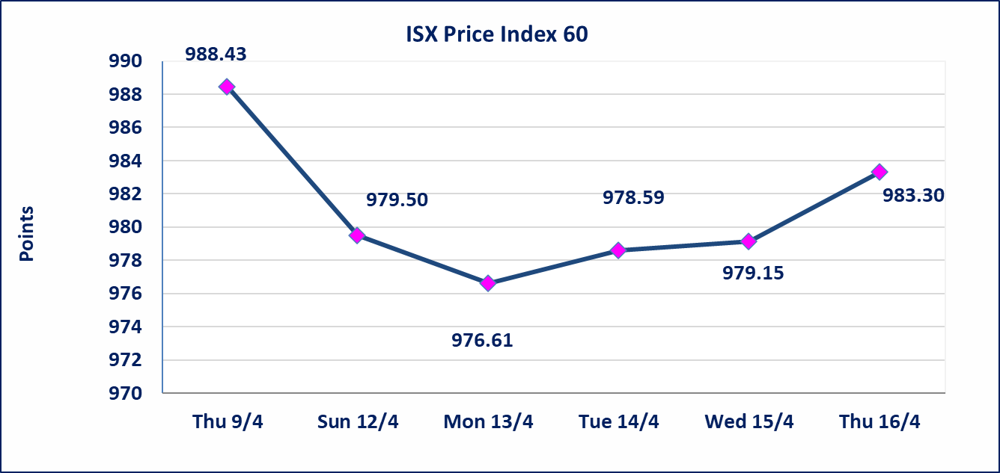 ISX Price Index 60
Points
990
988
986
984
982
980
978
976
974
972
970
988.43
979.50
976.61
978.59
979.15
983.30
Thu 9/4
Sun 12/4
Mon 13/4
Tue 14/4
Wed 15/4
Thu 16/4